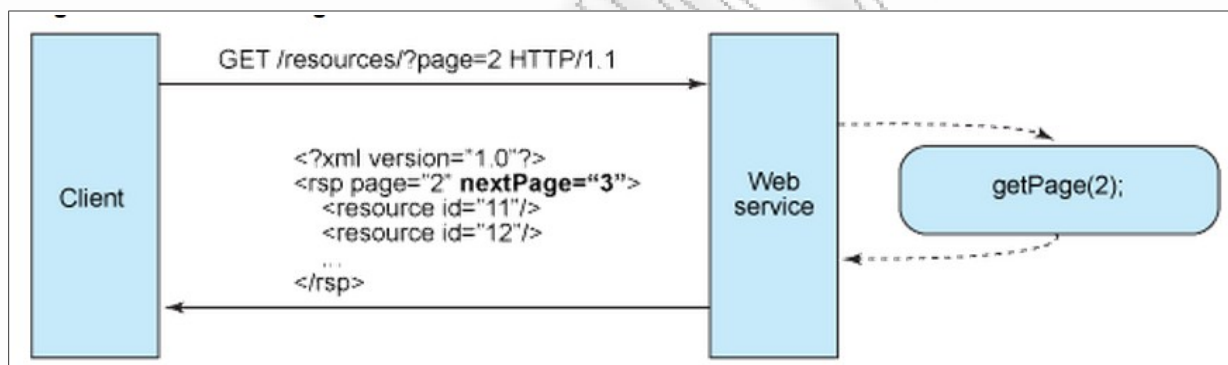 GET /resources/?page=2 HTTP/1.1
<?xml version="1.0"?>
<rsp page="2" nextPage=“3”>
<resource id="11"/>
<resource id="12"/>
...
</rsp>
Client
Web
service
getPage(2);